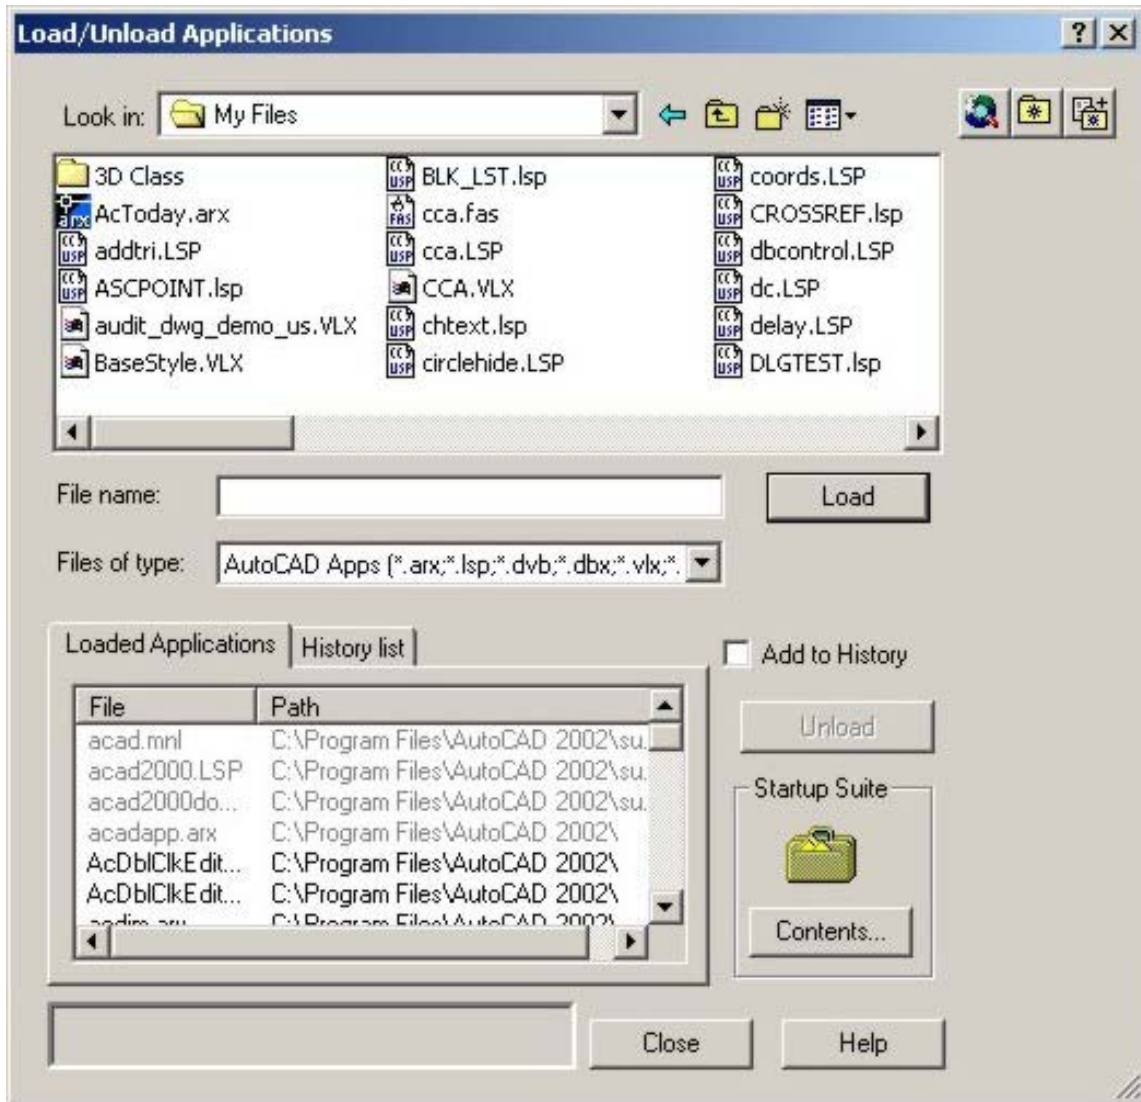 Load/Unload Applications
Look in: My Files
3D Class BLK_LST.lsp coords.LSP
AcToday.arx cca.fas CROSSREF.lsp
addtri.LSP cca.LSP dbcontrol.LSP
ASCPOINT.lsp CCA.VLX dc.LSP
audit_dwg_demo_us.VLX chtext.lsp delay.LSP
BaseStyle.VLX circlehide.LSP DLGTEST.lsp
File name: Load
Files of type: AutoCAD Apps (*.arx;*.lsp;*.dvb;*.dbx;*.vlx;*.
Loaded Applications History list Add to History
File Path
acad.mnl C:\Program Files\AutoCAD 2002\su.
acad2000.LSP C:\Program Files\AutoCAD 2002\su.
acad2000do... C:\Program Files\AutoCAD 2002\su.
acadapp.arx C:\Program Files\AutoCAD 2002\
AcDblClkEdit... C:\Program Files\AutoCAD 2002\
AcDblClkEdit... C:\Program Files\AutoCAD 2002\
C:\Program Files\AutoCAD 2002\
Unload
Startup Suite
Contents...
Close Help